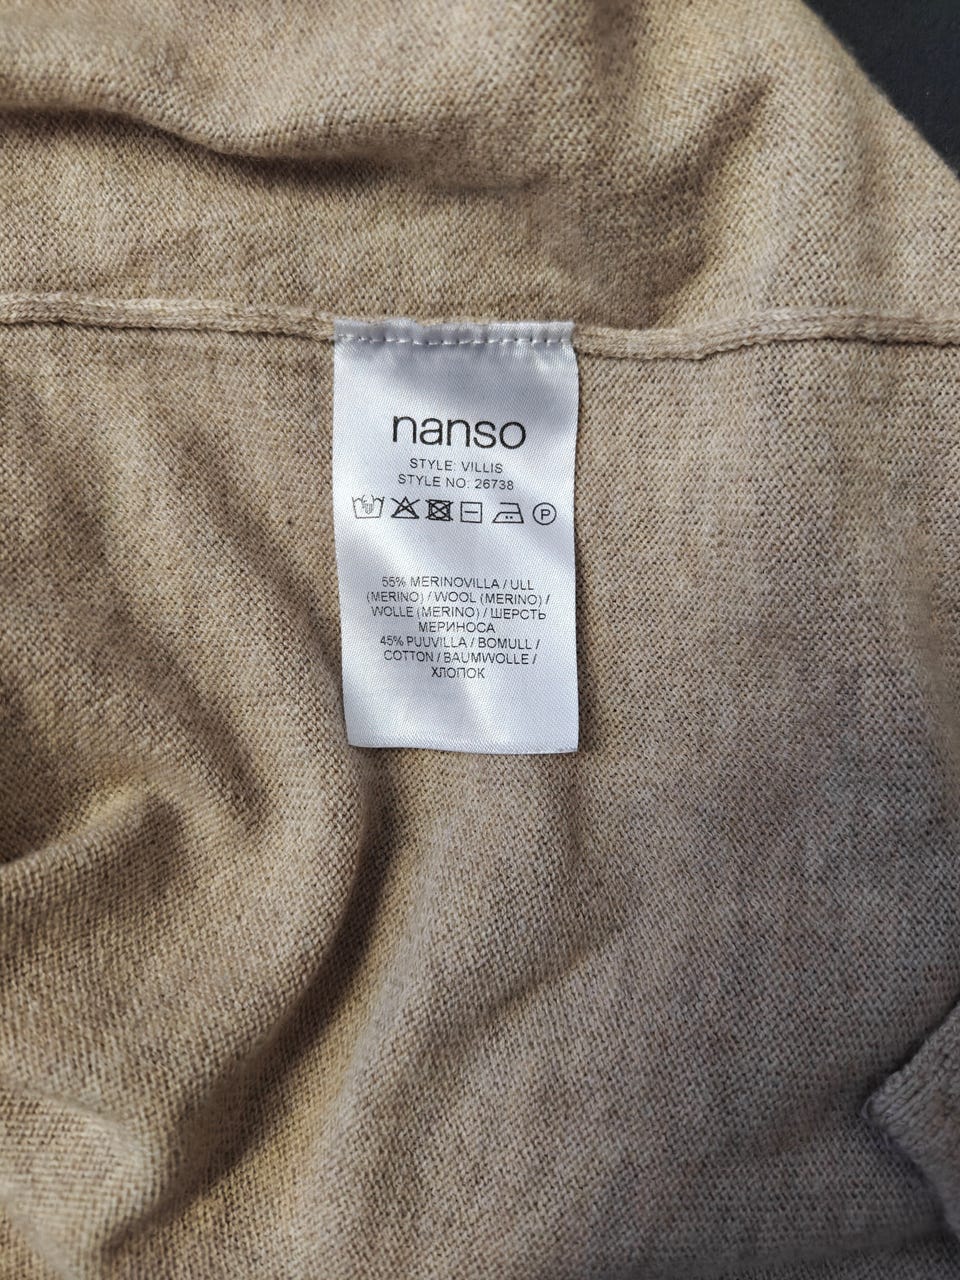 nanso
STYLE: VILLIS
STYLE NO: 26738
P
55% MERINOVILLA / ULL
(MERINO) / WOOL (MERINO) /
WOLLE (MERINO) / ШЕРСТЬ
МЕРИНОСА
45% PUUVILLA / BOMULL /
COTTON / BAUMWOLLE /
ХЛОПОК